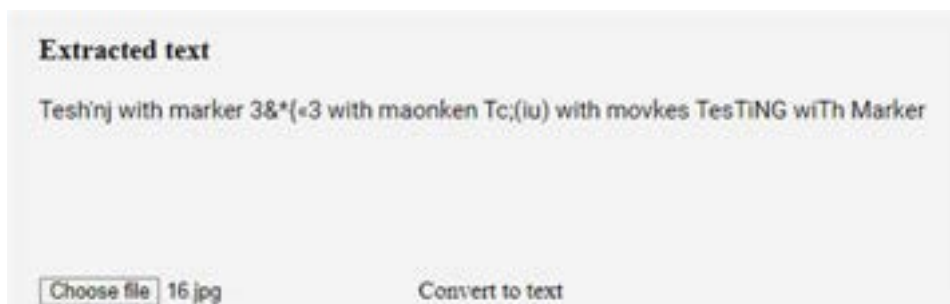 Extracted text
Tesh'nj with marker 3&*{«3 with maonken Tc;(iu) with movkes TesTiNG wiTh Marker
Choose file 16.jpg Convert to text